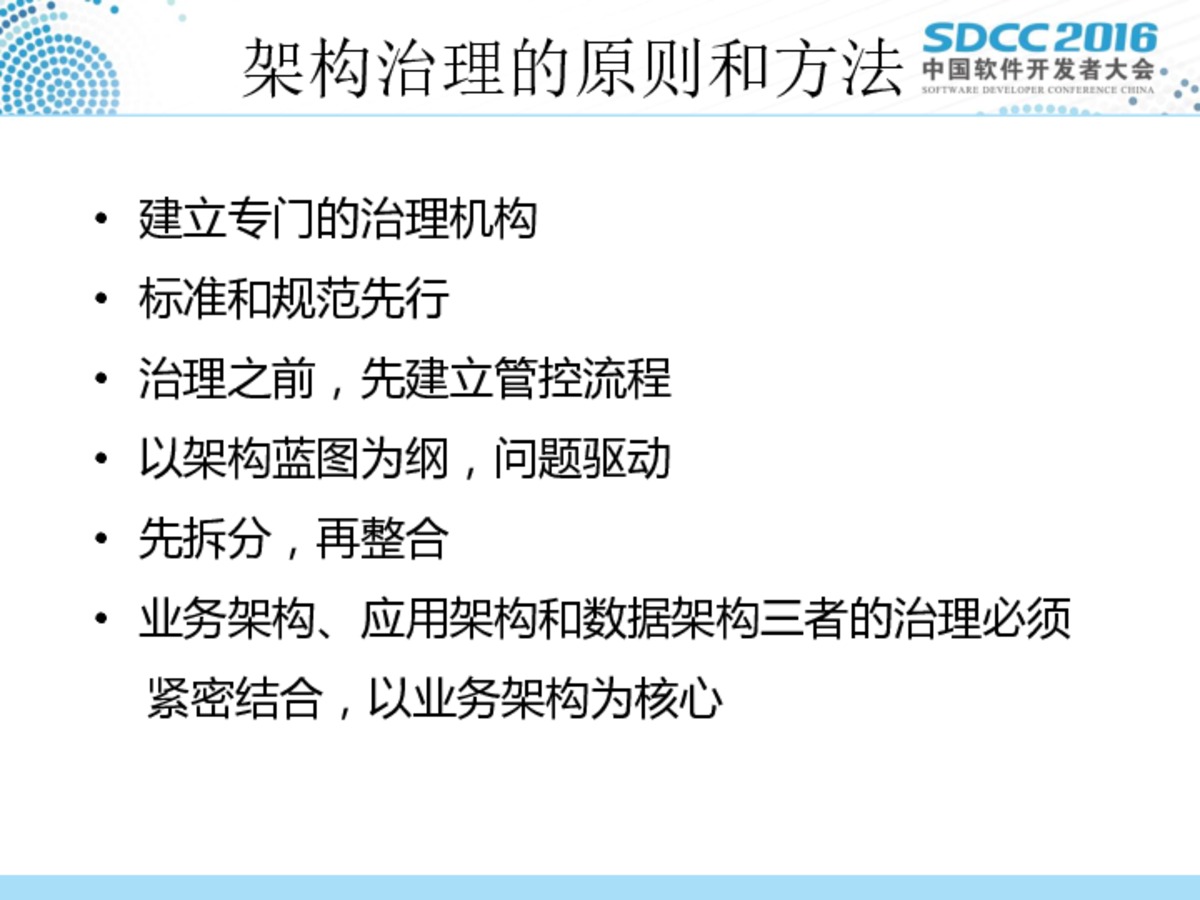 架构治理的原则和方法
SDCC 2016
中国软件开发者大会
SOFTWARE DEVELOPER CONFERENCE CHINA
• 建立专门的治理机构
• 标准和规范先行
• 治理之前，先建立管控流程
• 以架构蓝图为纲，问题驱动
• 先拆分，再整合
• 业务架构、应用架构和数据架构三者的治理必须
紧密结合，以业务架构为核心